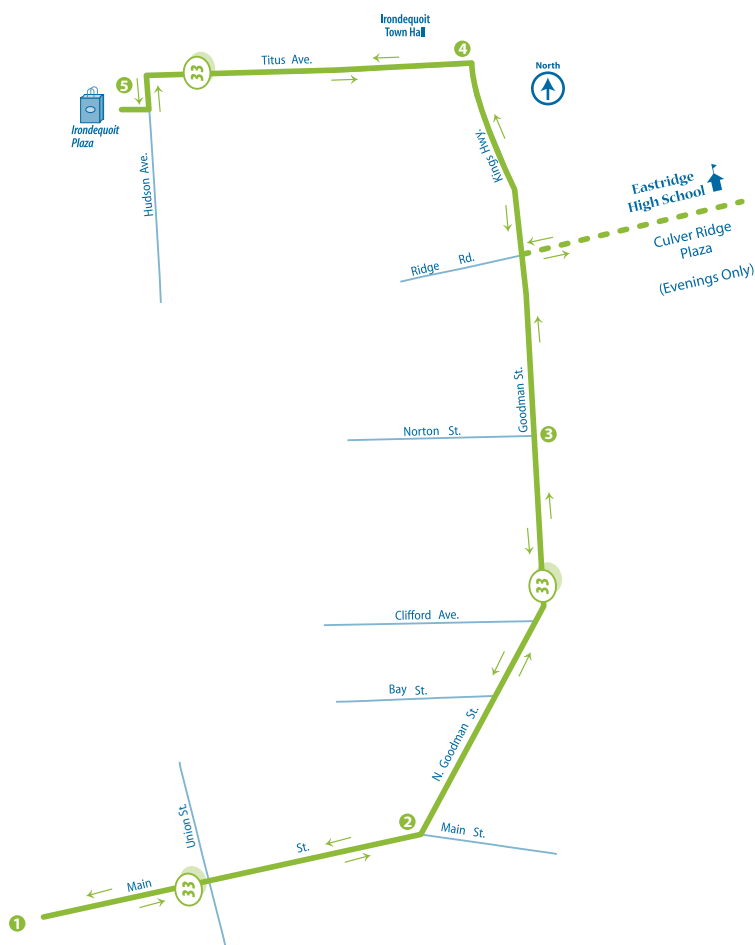 Irondequoit
Town Hall
4
Titus Ave.
33
North
5
Irondequoit
Plaza
Hudson Ave.
Kings Hwy.
Eastridge
High School
Culver Ridge
Plaza
(Evenings Only)
Ridge Rd.
Goodman St.
Norton St.
3
33
Clifford Ave.
Bay St.
N. Goodman St.
Union St.
2
Main St.
St.
Main
33
1